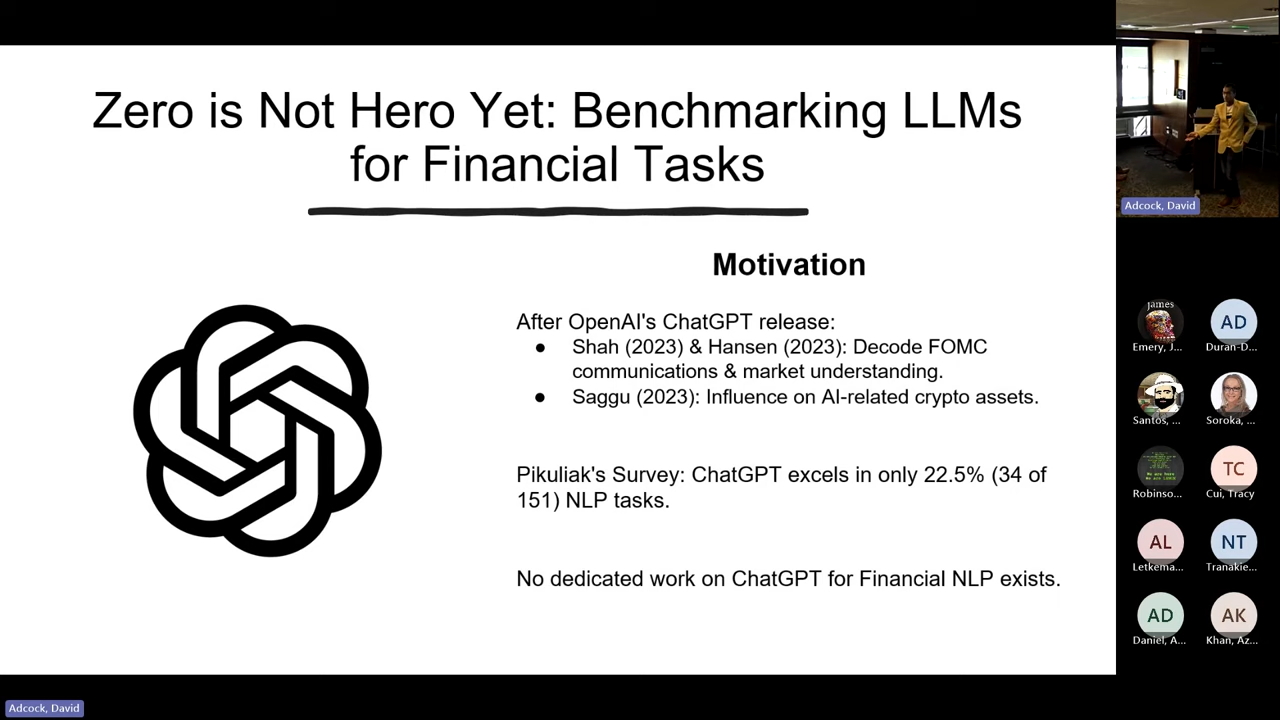 Zero is Not Hero Yet: Benchmarking LLMs
for Financial Tasks
Motivation
After OpenAI's ChatGPT release:
● Shah (2023) & Hansen (2023): Decode FOMC
communications & market understanding.
● Saggu (2023): Influence on AI-related crypto assets.
Pikuliak's Survey: ChatGPT excels in only 22.5% (34 of
151) NLP tasks.
No dedicated work on ChatGPT for Financial NLP exists.
Adcock, David
James
Emery, J...
AD
Duran-D...
Santos, ...
Soroka, ...
Robinso...
TC
Cui, Tracy
AL
Letkema...
NT
Tranakie...
AD
Daniel, A...
AK
Khan, Az...
Adcock, David